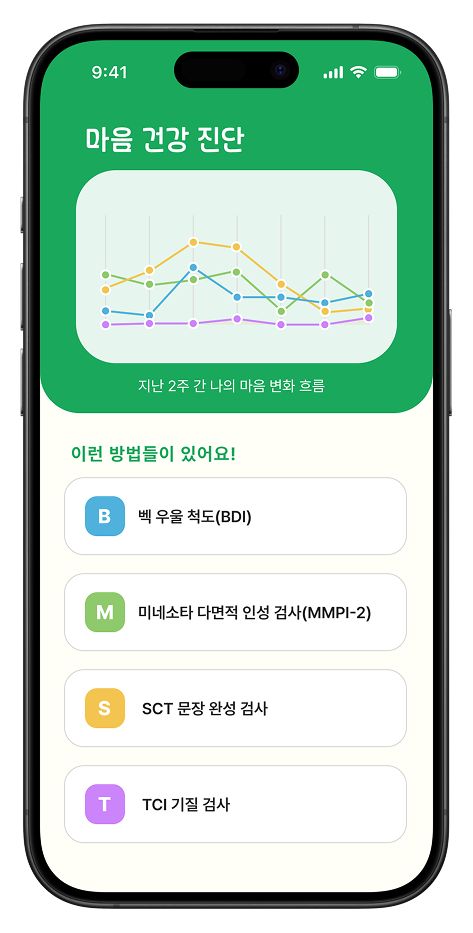 9:41
마음 건강 진단
지난 2주 간 나의 마음 변화 흐름
이런 방법들이 있어요!
B 벡 우울 척도(BDI)
M 미네소타 다면적 인성 검사(MMPI-2)
S SCT 문장 완성 검사
T TCI 기질 검사